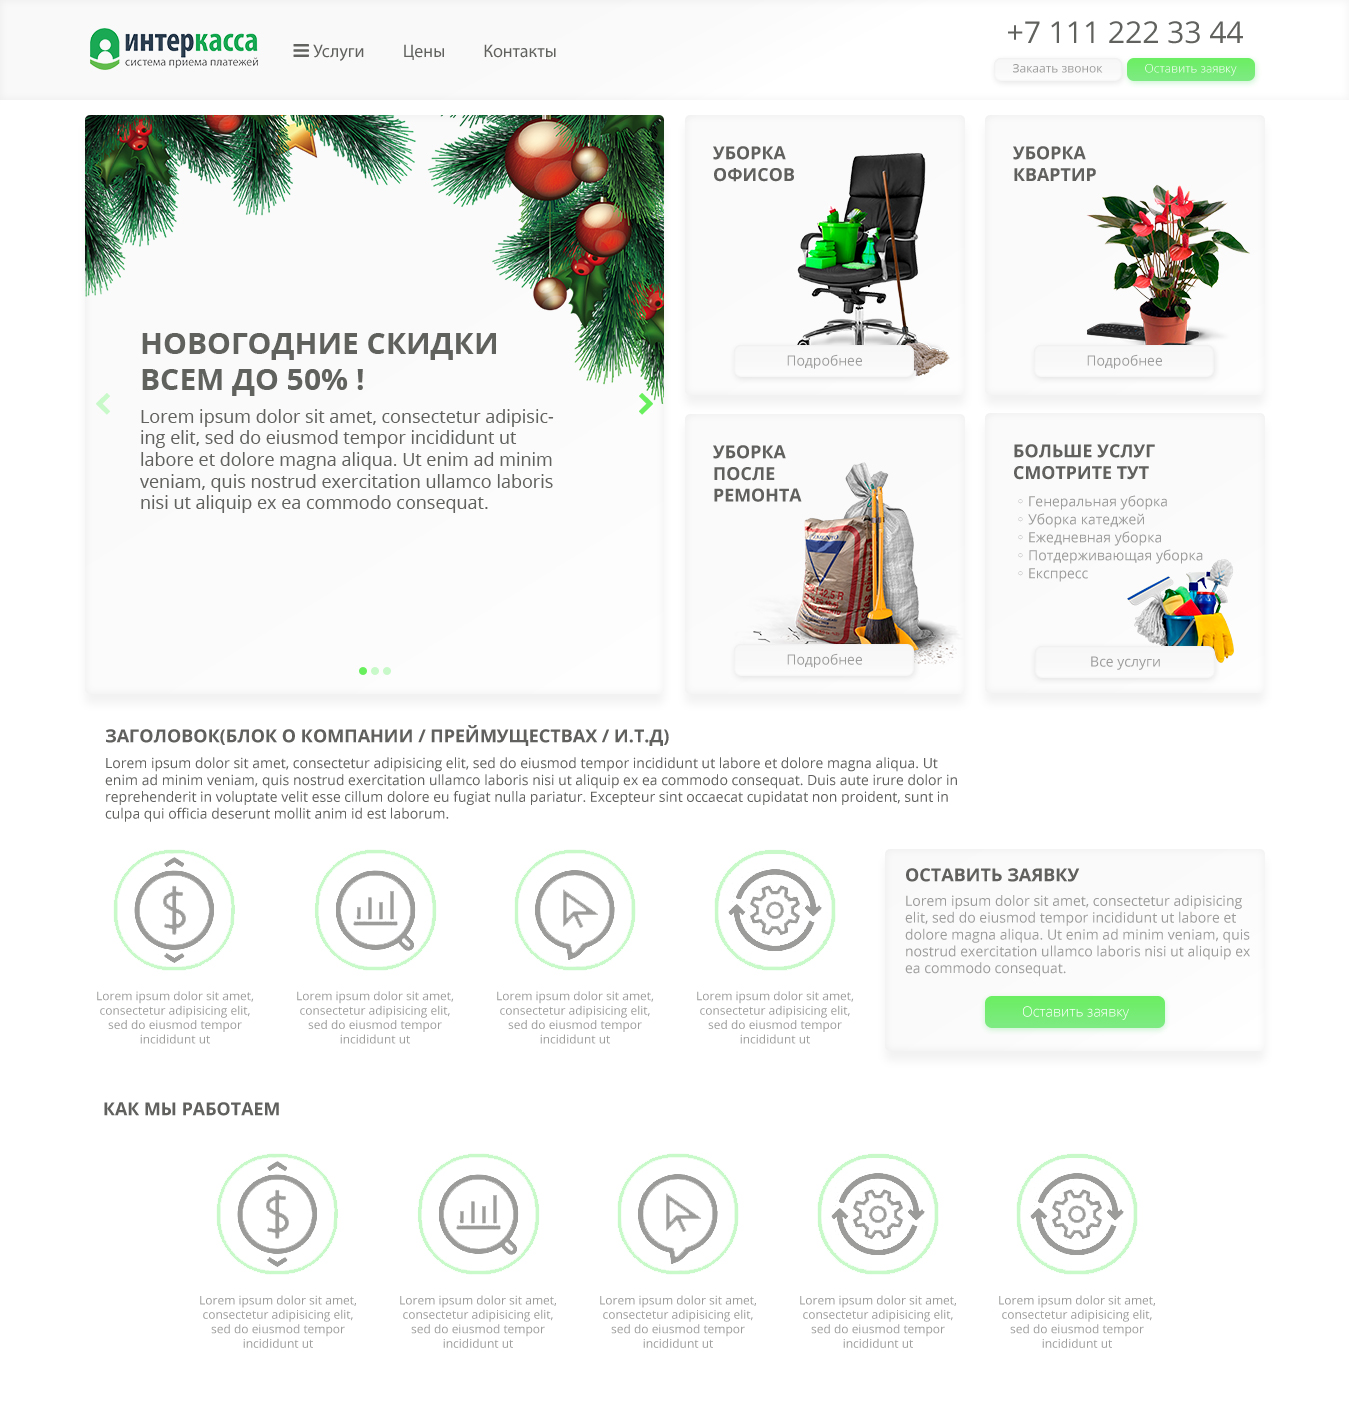 интеркасса
система приема платежей
Услуги
Цены
Контакты
+7 111 222 33 44
Закаать звонок
Оставить заявку
НОВОГОДНИЕ СКИДКИ
ВСЕМ ДО 50% !
Lorem ipsum dolor sit amet, consectetur adipisic-
ing elit, sed do eiusmod tempor incididunt ut
labore et dolore magna aliqua. Ut enim ad minim
veniam, quis nostrud exercitation ullamco laboris
nisi ut aliquip ex ea commodo consequat.
УБОРКА
ОФИСОВ
Подробнее
УБОРКА
КВАРТИР
Подробнее
УБОРКА
ПОСЛЕ
РЕМОНТА
Подробнее
БОЛЬШЕ УСЛУГ
СМОТРИТЕ ТУТ
Генеральная уборка
Уборка катеджей
Ежедневная уборка
Потдерживающая уборка
Експресс
Все услуги
ЗАГОЛОВОК(БЛОК О КОМПАНИИ / ПРЕЙМУЩЕСТВАХ / И.Т.Д)
Lorem ipsum dolor sit amet, consectetur adipisicing elit, sed do eiusmod tempor incididunt ut labore et dolore magna aliqua. Ut
enim ad minim veniam, quis nostrud exercitation ullamco laboris nisi ut aliquip ex ea commodo consequat. Duis aute irure dolor in
reprehenderit in voluptate velit esse cillum dolore eu fugiat nulla pariatur. Excepteur sint occaecat cupidatat non proident, sunt in
culpa qui officia deserunt mollit anim id est laborum.
Lorem ipsum dolor sit amet,
consectetur adipisicing elit,
sed do eiusmod tempor
incididunt ut
Lorem ipsum dolor sit amet,
consectetur adipisicing elit,
sed do eiusmod tempor
incididunt ut
Lorem ipsum dolor sit amet,
consectetur adipisicing elit,
sed do eiusmod tempor
incididunt ut
Lorem ipsum dolor sit amet,
consectetur adipisicing elit,
sed do eiusmod tempor
incididunt ut
ОСТАВИТЬ ЗАЯВКУ
Lorem ipsum dolor sit amet, consectetur adipisicing
elit, sed do eiusmod tempor incididunt ut labore et
dolore magna aliqua. Ut enim ad minim veniam, quis
nostrud exercitation ullamco laboris nisi ut aliquip ex
ea commodo consequat.
Оставить заявку
КАК МЫ РАБОТАЕМ
Lorem ipsum dolor sit amet,
consectetur adipisicing elit,
sed do eiusmod tempor
incididunt ut
Lorem ipsum dolor sit amet,
consectetur adipisicing elit,
sed do eiusmod tempor
incididunt ut
Lorem ipsum dolor sit amet,
consectetur adipisicing elit,
sed do eiusmod tempor
incididunt ut
Lorem ipsum dolor sit amet,
consectetur adipisicing elit,
sed do eiusmod tempor
incididunt ut
Lorem ipsum dolor sit amet,
consectetur adipisicing elit,
sed do eiusmod tempor
incididunt ut